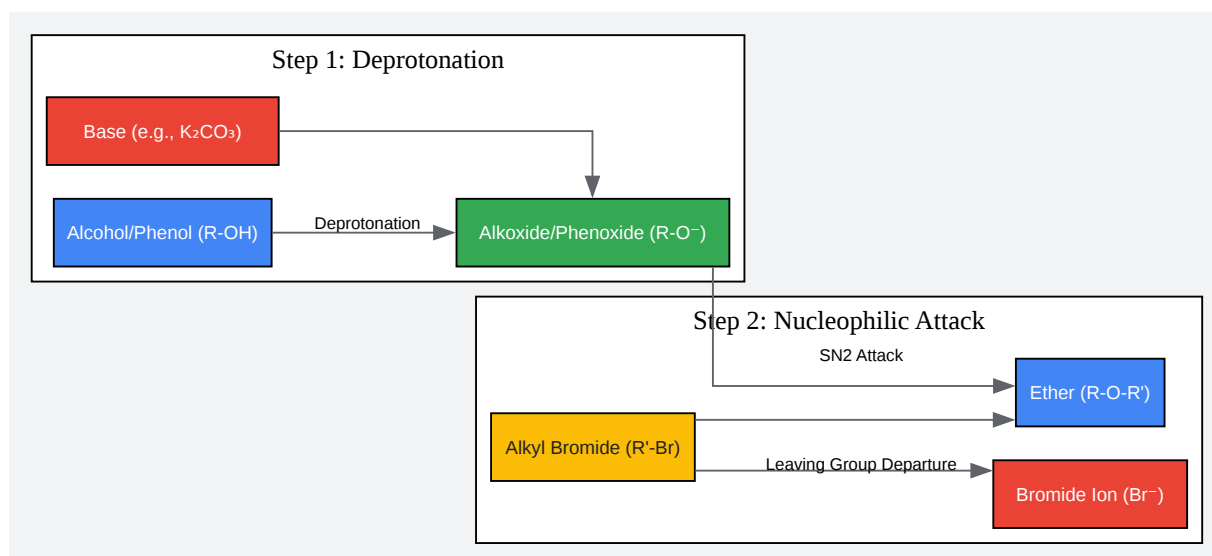 Step 1: Deprotonation
Base (e.g., K₂CO₃)
Alcohol/Phenol (R-OH)
Deprotonation
Alkoxide/Phenoxide (R-O⁻)
Step 2: Nucleophilic Attack
SN2 Attack
Ether (R-O-R')
Alkyl Bromide (R'-Br)
Leaving Group Departure
Bromide Ion (Br⁻)